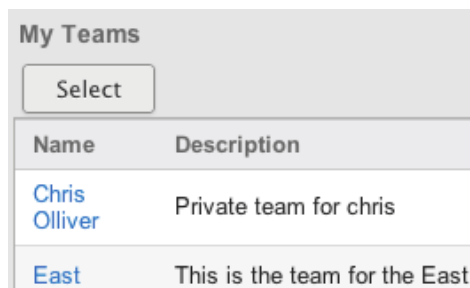 My Teams
Select
Name Description
Chris
Olliver
Private team for chris
East This is the team for the East